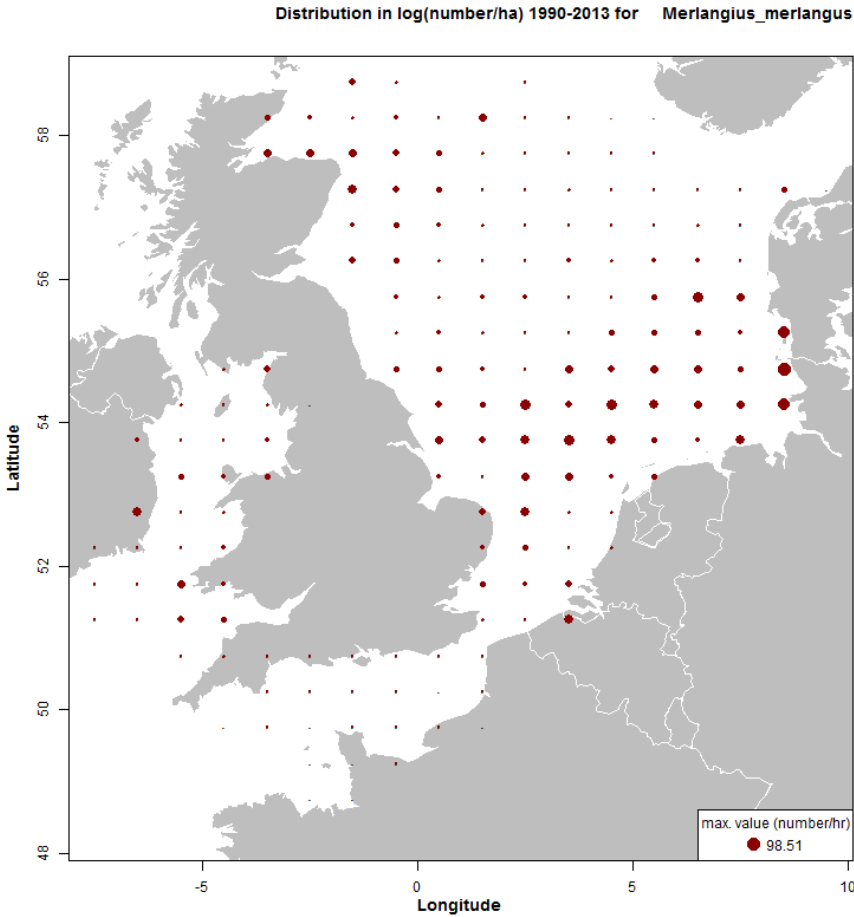 Distribution in log(number/ha) 1990-2013 for Merlangius_merlangus
58
56
54
52
50
48
Latitude
-5
0
5
10
Longitude
max. value (number/hr)
98.51